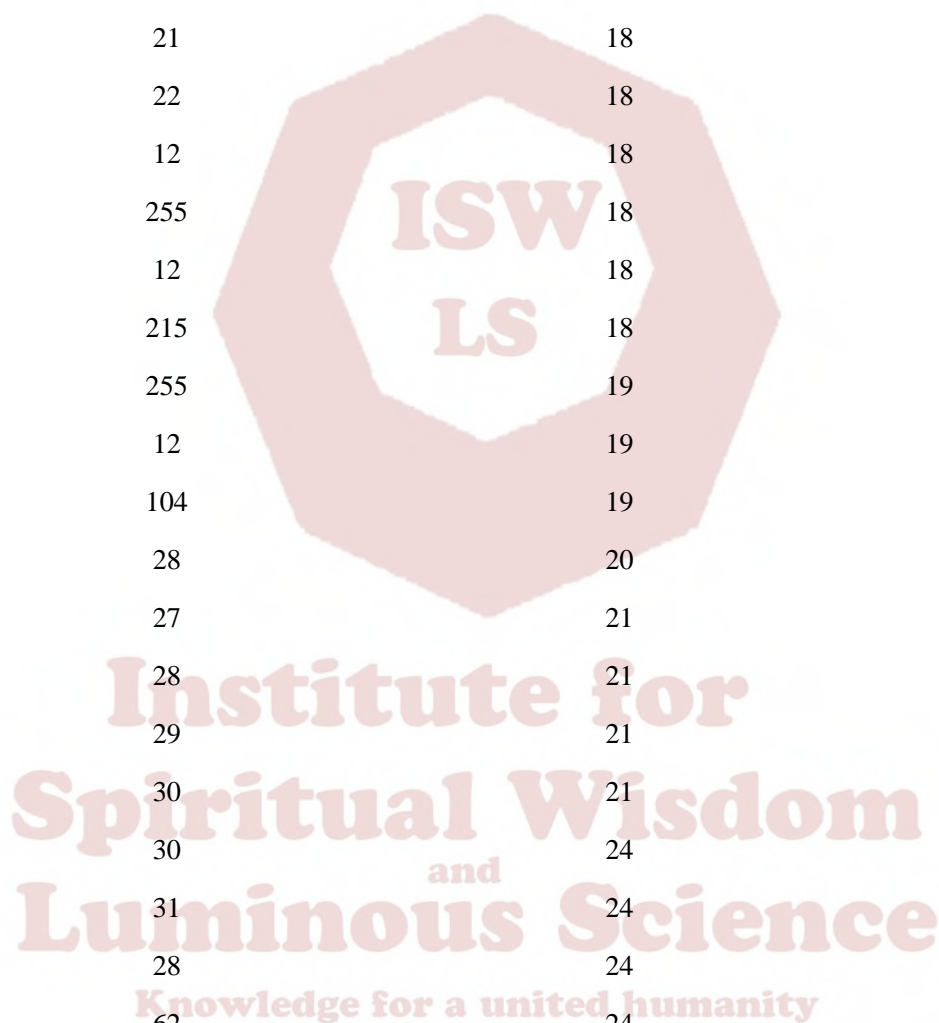 21 18
22 18
12 18
255 18
ISW
12 18
215 18
LS
255 19
12 19
104 19
28 20
27 21
28 21
Institute for
29 21
30 21
Spiritual Wisdom
30 24
and
31 24
Luminous Science
28 24
Knowledge for a united humanity
62 24